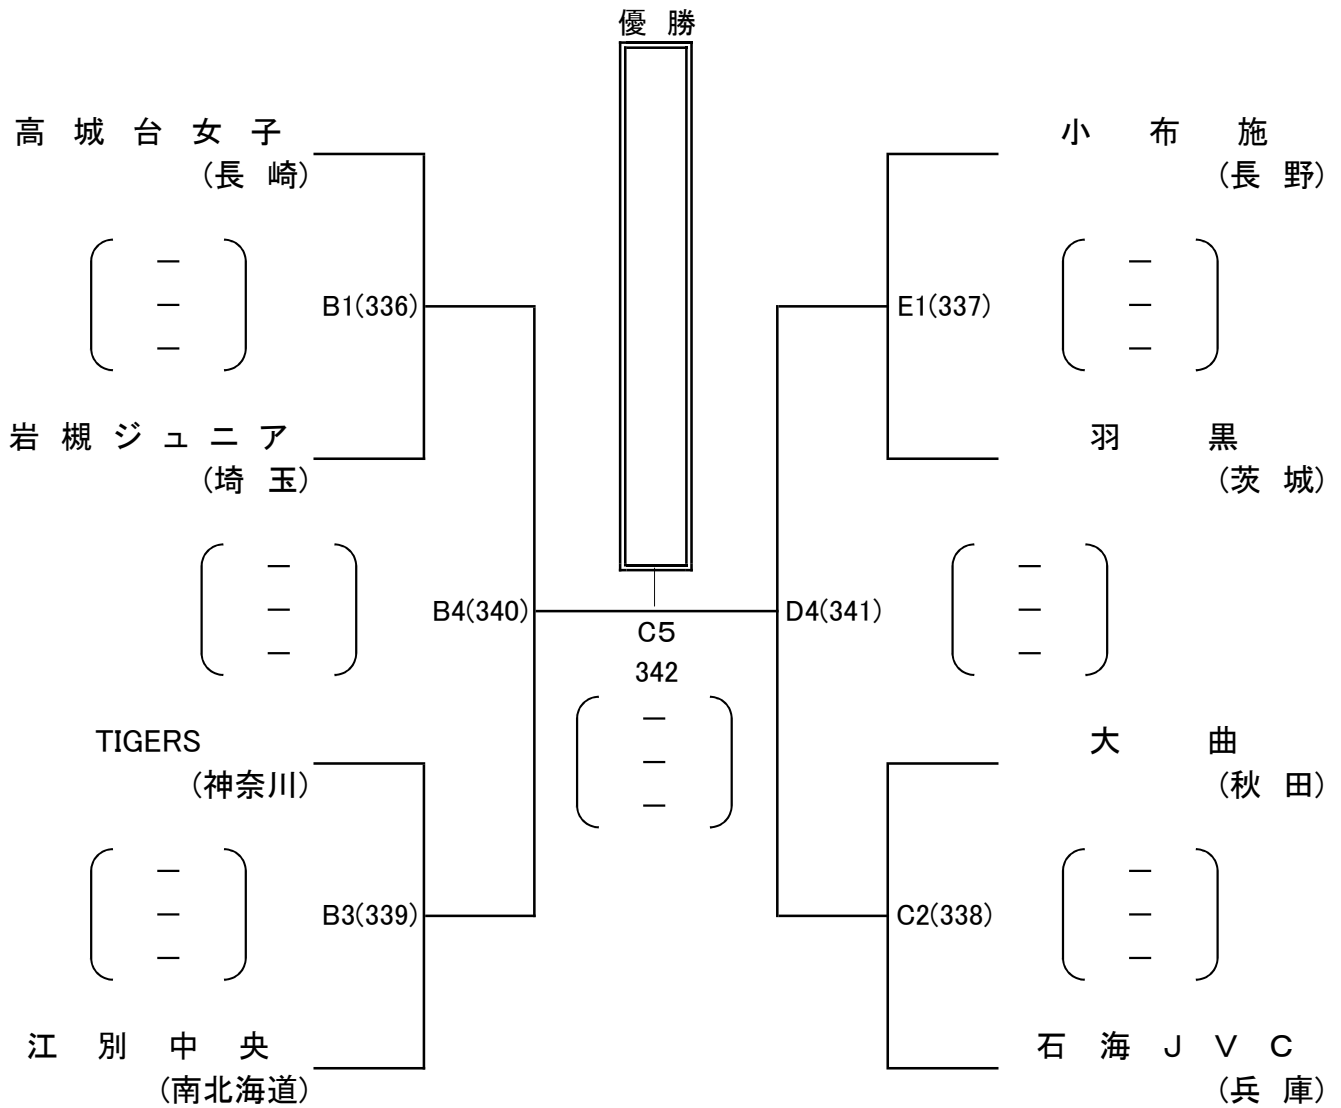 優 勝
高 城 台 女 子
(長 崎)
小 布 施
(長 野)
—
—
—
B1(336)
E1(337)
—
—
—
岩 槻 ジ ュ ニ ア
(埼 玉)
羽 黒
(茨 城)
—
—
—
B4(340)
C5
342
—
—
—
D4(341)
—
—
—
TIGERS
(神奈川)
大 曲
(秋 田)
—
—
—
B3(339)
C2(338)
—
—
—
江 別 中 央
(南北海道)
石 海 J V C
(兵 庫)